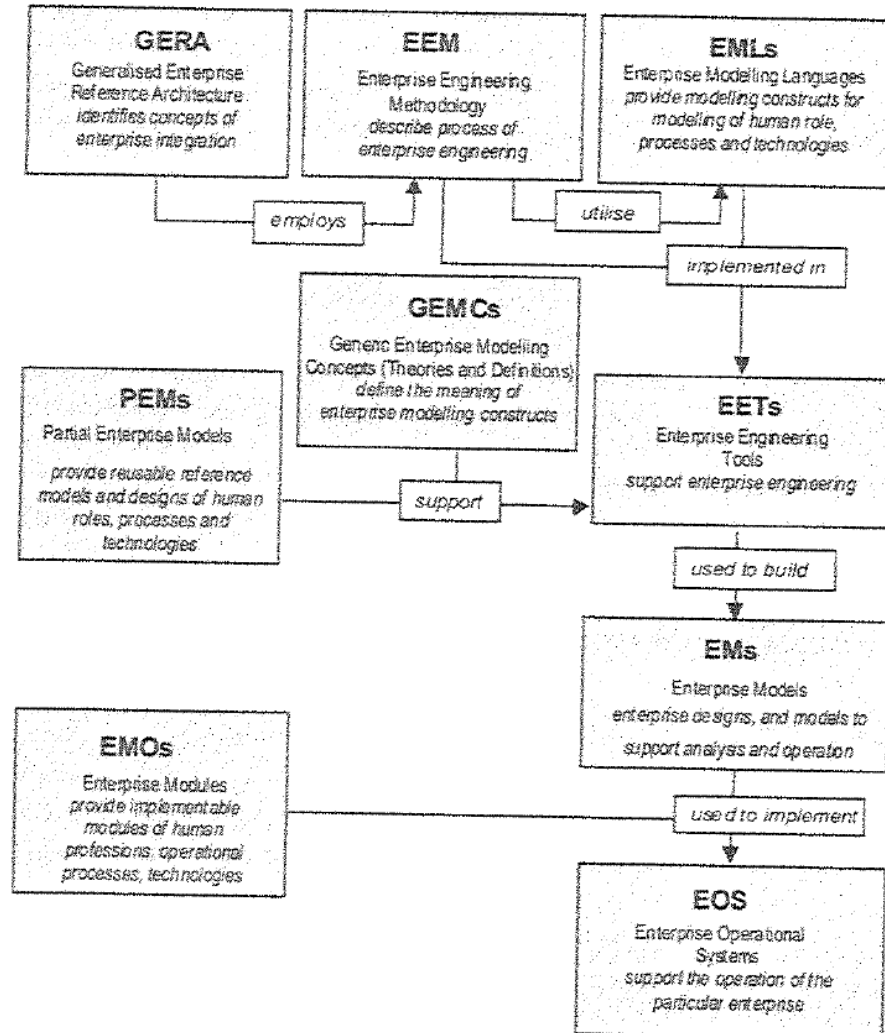 GERA
Generalised Enterprise
Reference Architecture
identifies concepts of
enterprise integration
EEM
Enterprise Engineering
Methodology
describe process of
enterprise engineering
EMLs
Enterprise Modelling Languages
provide modelling constructs for
modelling of human role,
processes and technologies
employs
utilise
implemented in
GEMCs
Generic Enterprise Modelling
Concepts (Theories and Definitions)
define the meaning of
enterprise modelling constructs
PEMs
Partial Enterprise Models
provide reusable reference
models and designs of human
roles, processes and
technologies
EETs
Enterprise Engineering
Tools
support enterprise engineering
support
used to build
EMs
Enterprise Models
enterprise designs, and models to
support analysis and operation
EMOs
Enterprise Modules
provide implementable
modules of human
professions, operational
processes, technologies
used to implement
EOS
Enterprise Operational
Systems
support the operation of the
particular enterprise